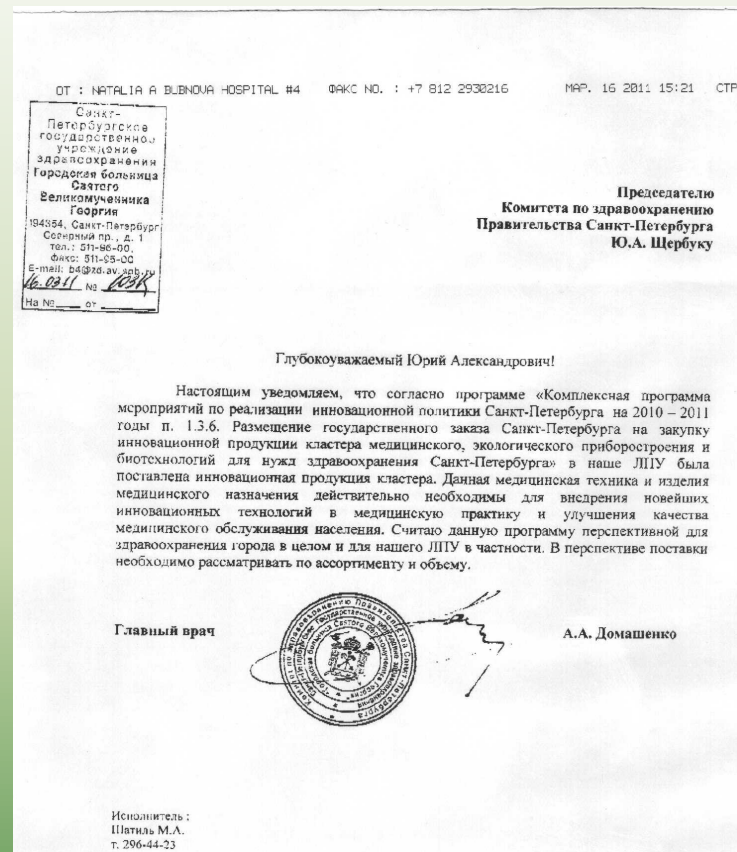 ОТ : NATALIA A BUBNOVA HOSPITAL #4 ФАКС NO. : +7 812 2930216 МАР. 16 2011 15:21 СТР
Санкт-
Петербургское
государственное
учреждение
здравоохранения
Городская больница
Святого
Великомученика
Георгия
194354, Санкт-Петербург
Северный пр., д. 1
тел.: 511-96-00,
факс: 511-95-00
E-mail: b4@zd.av.spb.ru
16.0311 №
На № от
Председателю
Комитета по здравоохранению
Правительства Санкт-Петербурга
Ю.А. Щербуку
Глубокоуважаемый Юрий Александрович!
Настоящим уведомляем, что согласно программе «Комплексная программа
мероприятий по реализации инновационной политики Санкт-Петербурга на 2010 – 2011
годы п. 1.3.6. Размещение государственного заказа Санкт-Петербурга на закупку
инновационной продукции кластера медицинского, экологического приборостроения и
биотехнологий для нужд здравоохранения Санкт-Петербурга» в наше ЛПУ была
поставлена инновационная продукция кластера. Данная медицинская техника и изделия
медицинского назначения действительно необходимы для внедрения новейших
инновационных технологий в медицинскую практику и улучшения качества
медицинского обслуживания населения. Считаю данную программу перспективной для
здравоохранения города в целом и для нашего ЛПУ в частности. В перспективе поставки
необходимо рассматривать по ассортименту и объему.
Главный врач А.А. Домашенко
Исполнитель :
Шатиль М.А.
т. 296-44-23